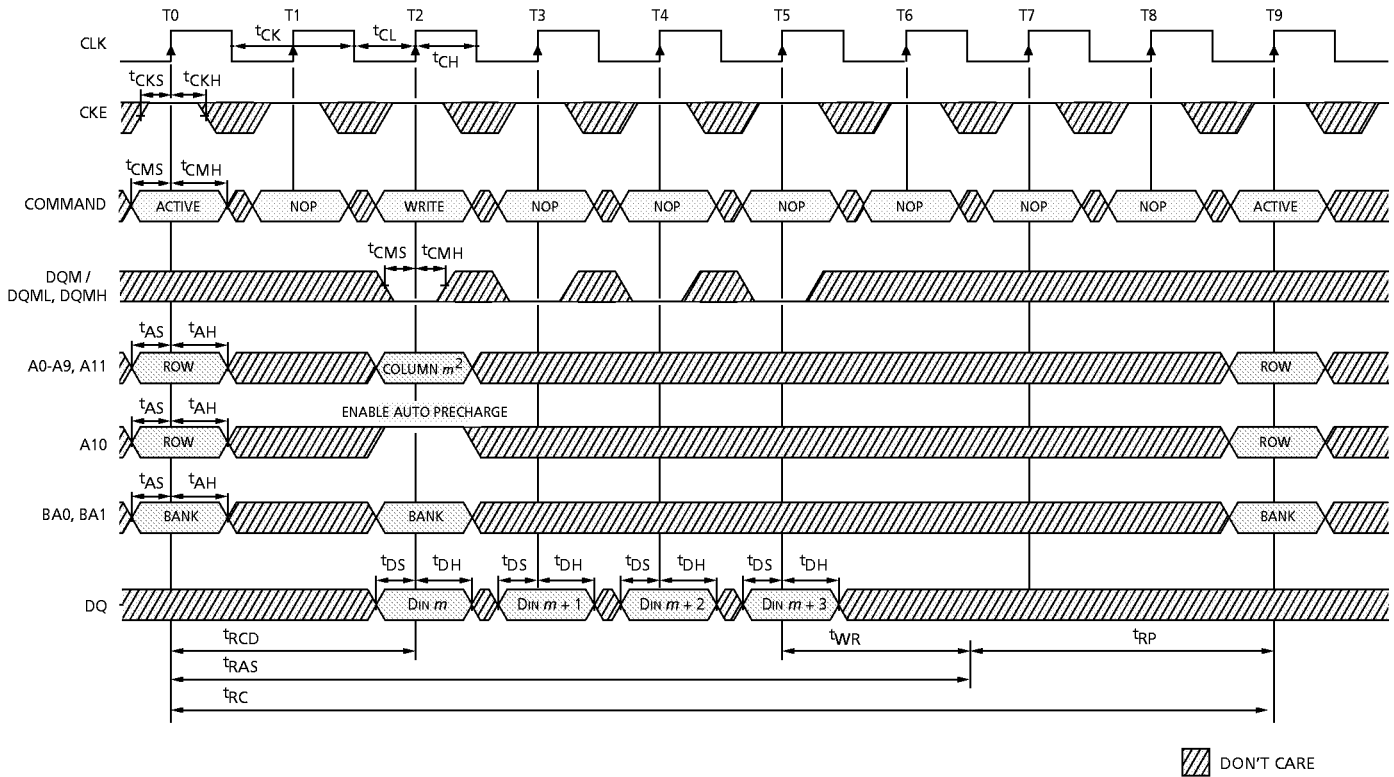 T0 T1 T2 T3 T4 T5 T6 T7 T8 T9
CLK
tCK tCL
tCH
tCKS tCKH
CKE
tCMS tCMH
COMMAND ACTIVE NOP WRITE NOP NOP NOP NOP NOP NOP ACTIVE
tCMS tCMH
DQM /
DQML, DQMH
tAS tAH
A0-A9, A11 ROW COLUMN m2 ROW
ENABLE AUTO PRECHARGE
tAS tAH
A10 ROW ROW
tAS tAH
BA0, BA1 BANK BANK BANK
tDS tDH tDS tDH tDS tDH tDS tDH
DQ DIN m DIN m + 1 DIN m + 2 DIN m + 3
tRCD tWR tRP
tRAS
tRC
DON'T CARE